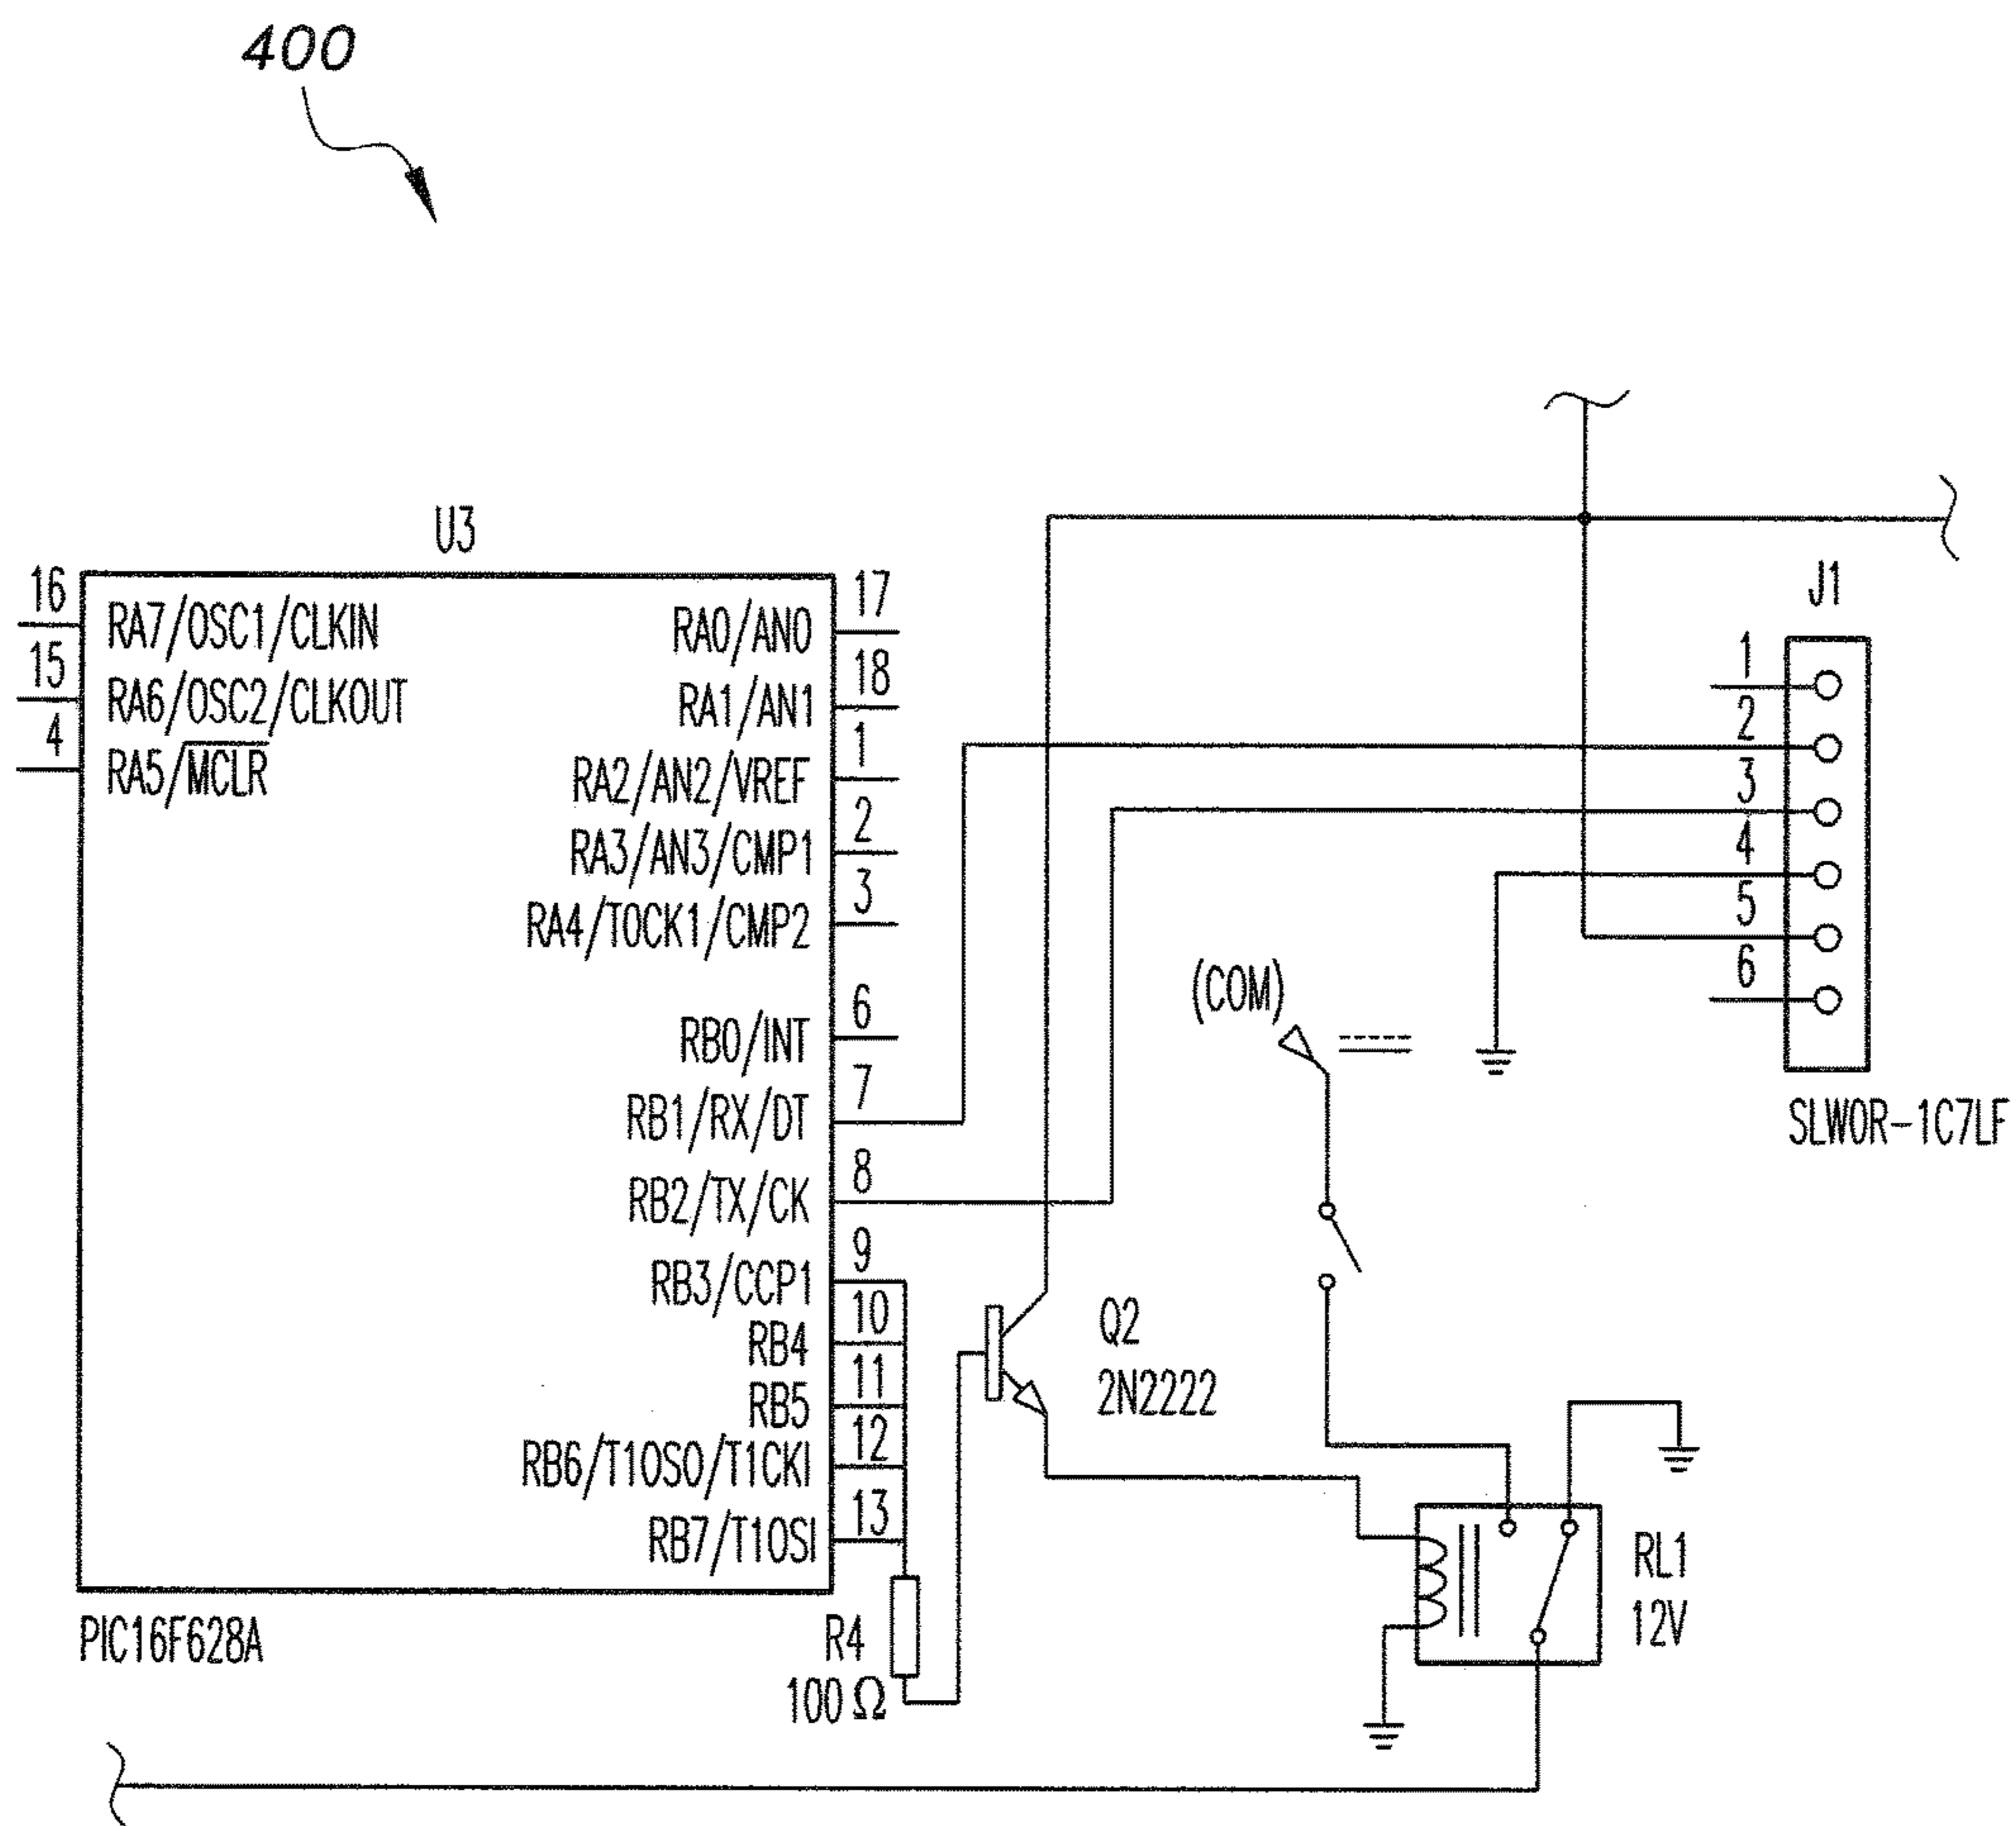 400
U3
16
RA7/OSC1/CLKIN
15
RA6/OSC2/CLKOUT
4
RA5/MCLR
17
RA0/AN0
18
RA1/AN1
1
RA2/AN2/VREF
2
RA3/AN3/CMP1
3
RA4/T0CK1/CMP2
6
RB0/INT
7
RB1/RX/DT
8
RB2/TX/CK
9
RB3/CCP1
10
RB4
11
RB5
12
RB6/T1OSO/T1CKI
13
RB7/T1OSI
PIC16F628A
R4
100 Ω
Q2
2N2222
(COM)
J1
1
2
3
4
5
6
SLWOR-1C7LF
RL1
12V